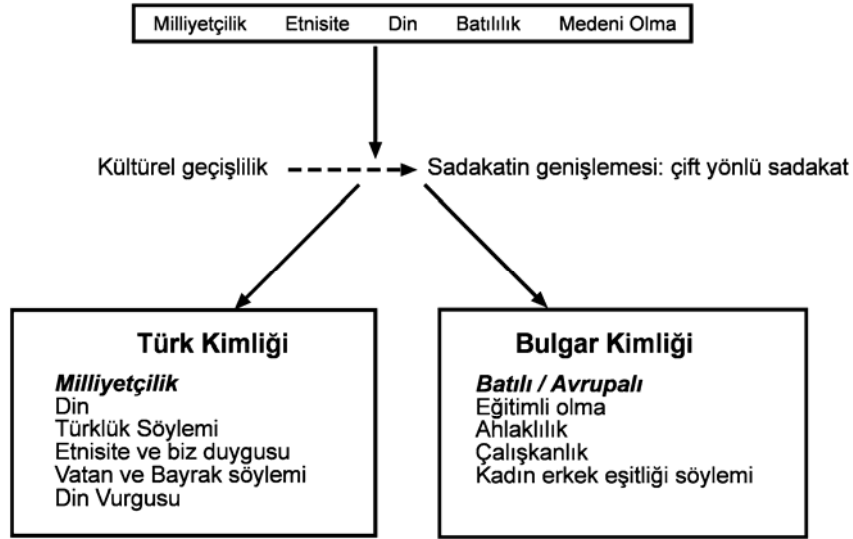 Milliyetçilik Etnisite Din Batılılık Medeni Olma
Kültürel geçişlilik Sadakatin genişlemesi: çift yönlü sadakat
Türk Kimliği
Milliyetçilik
Din
Türklük Söylemi
Etnisite ve biz duygusu
Vatan ve Bayrak söylemi
Din Vurgusu
Bulgar Kimliği
Batılı / Avrupalı
Eğitimli olma
Ahlaklılık
Çalışkanlık
Kadın erkek eşitliği söylemi